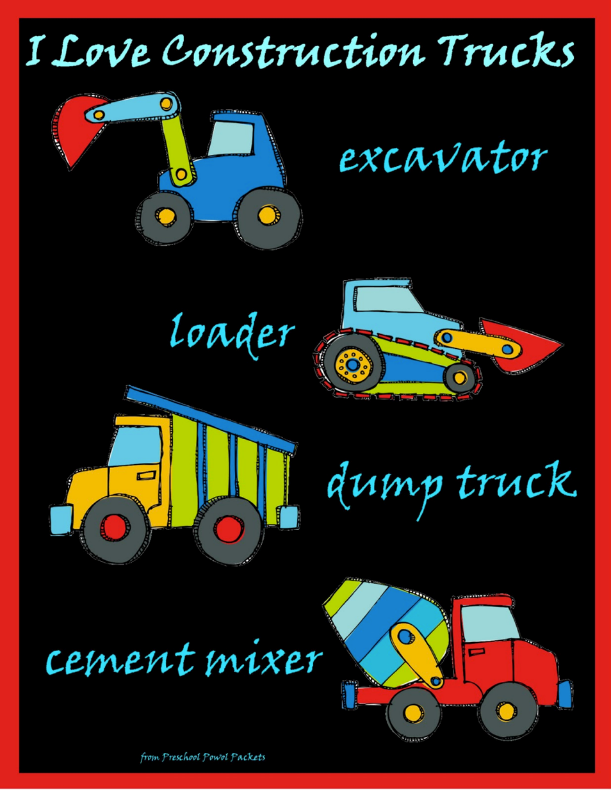 I Love Construction Trucks
excavator
loader
dump truck
cement mixer
from Preschool Powol Packets